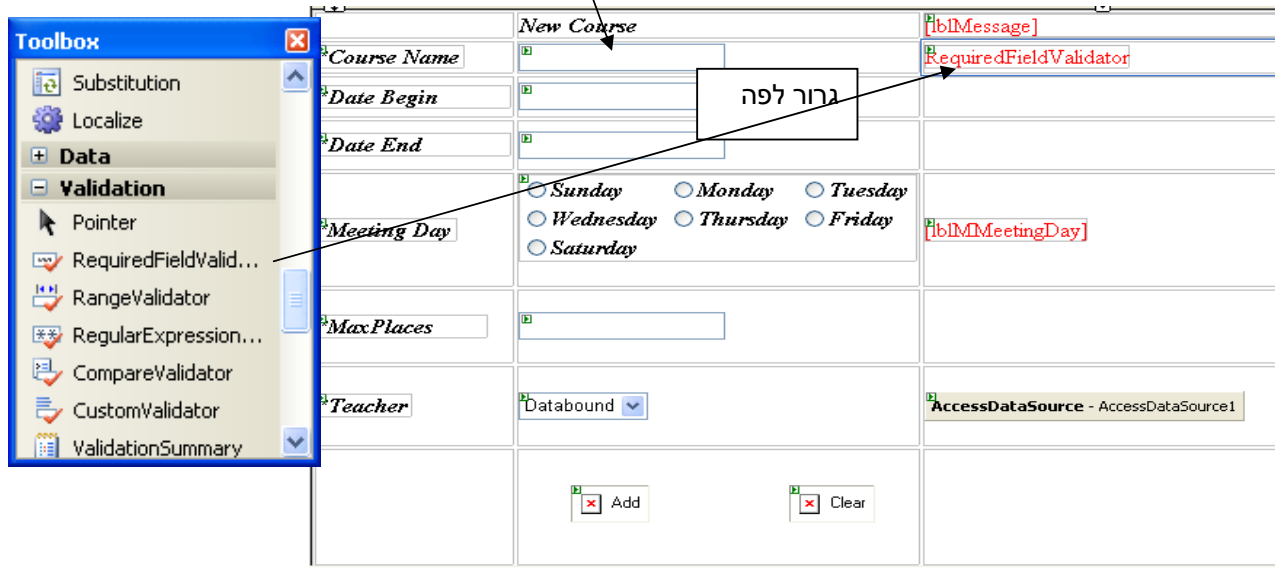 Toolbox
Substitution
Localize
Data
Validation
Pointer
RequiredFieldValid...
RangeValidator
RegularExpression...
CompareValidator
CustomValidator
ValidationSummary
New Course
[lblMessage]
*Course Name
RequiredFieldValidator
גרור לפה
*Date Begin
*Date End
*Meeting Day
Sunday Monday Tuesday
Wednesday Thursday Friday
Saturday
[lblMMeetingDay]
*MaxPlaces
*Teacher
Databound
AccessDataSource - AccessDataSource1
Add
Clear